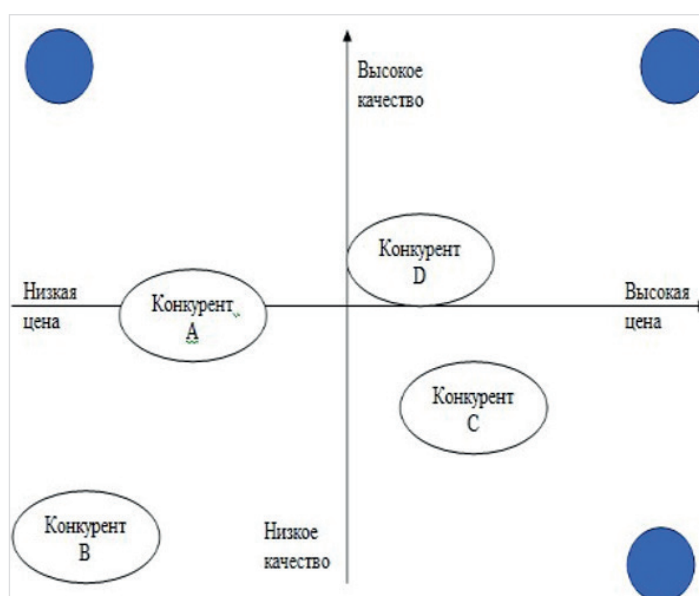 Высокое
качество
Конкурент
D
Низкая
цена
Высокая
цена
Конкурент
A
Конкурент
C
Конкурент
B
Низкое
качество